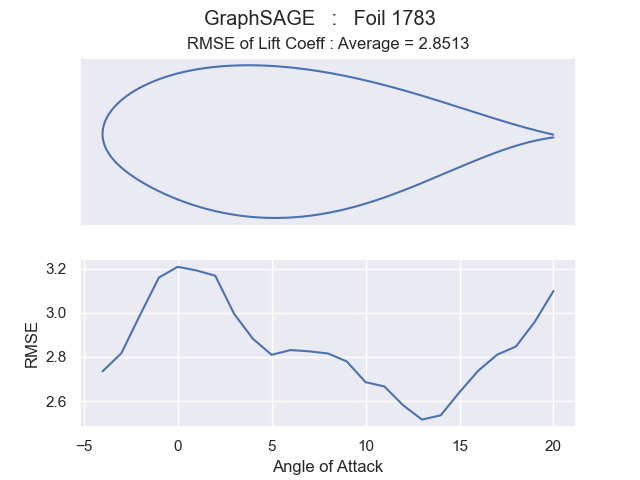 GraphSAGE : Foil 1783
RMSE of Lift Coeff : Average = 2.8513
3.2
3.0
2.8
2.6
RMSE
−5 0 5 10 15 20
Angle of Attack